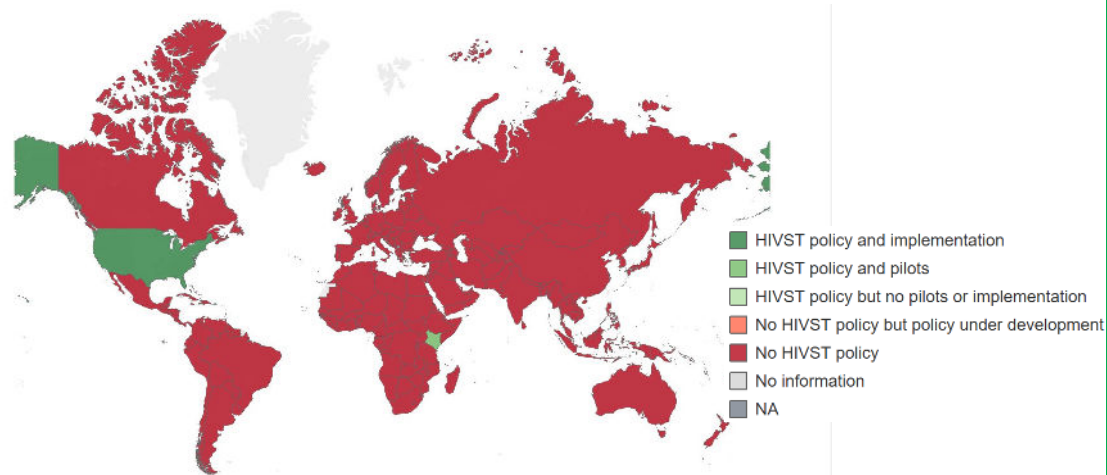 HIVST policy and implementation
HIVST policy and pilots
HIVST policy but no pilots or implementation
No HIVST policy but policy under development
No HIVST policy
No information
NA